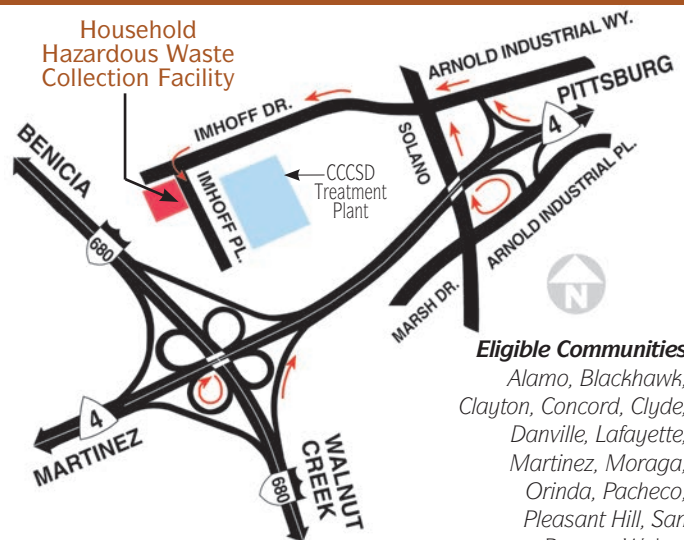 Household
Hazardous Waste
Collection Facility
ARNOLD INDUSTRIAL WY.
PITTSBURG
4
IMHOFF DR.
SOLANO
BENICIA
CCCSD
Treatment
Plant
IMHOFF PL.
ARNOLD INDUSTRIAL PL.
680
MARSH DR.
N
Eligible Communities
Alamo, Blackhawk,
Clayton, Concord, Clyde,
Danville, Lafayette,
Martinez, Moraga,
Orinda, Pacheco,
Pleasant Hill, San
4
MARTINEZ
WALNUT
CREEK
680